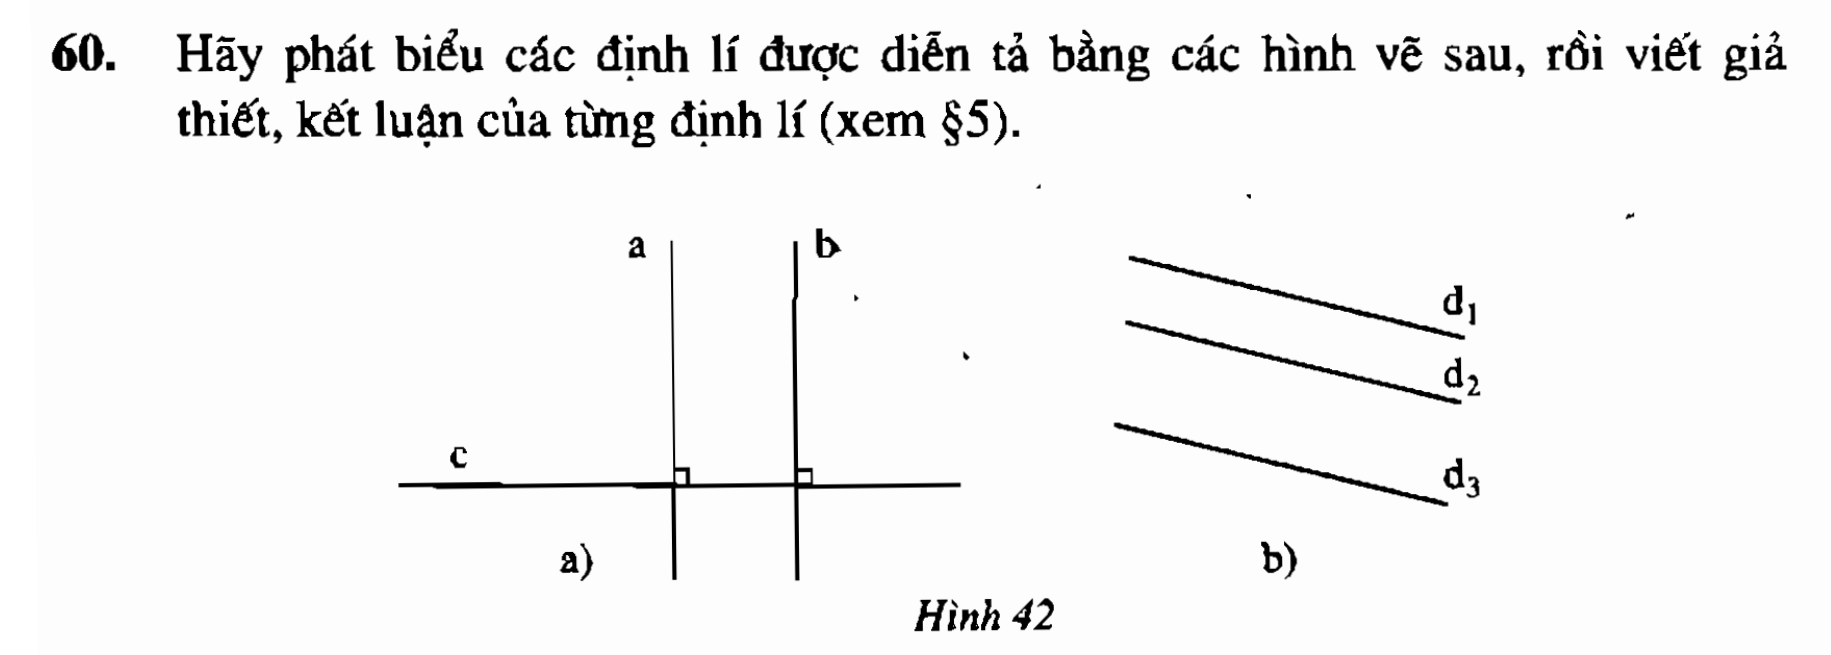 60. Hãy phát biểu các định lí được diễn tả bằng các hình vẽ sau, rồi viết giả
thiết, kết luận của từng định lí (xem §5).
a b
c
a)
d₁
d₂
d₃
b)
Hình 42